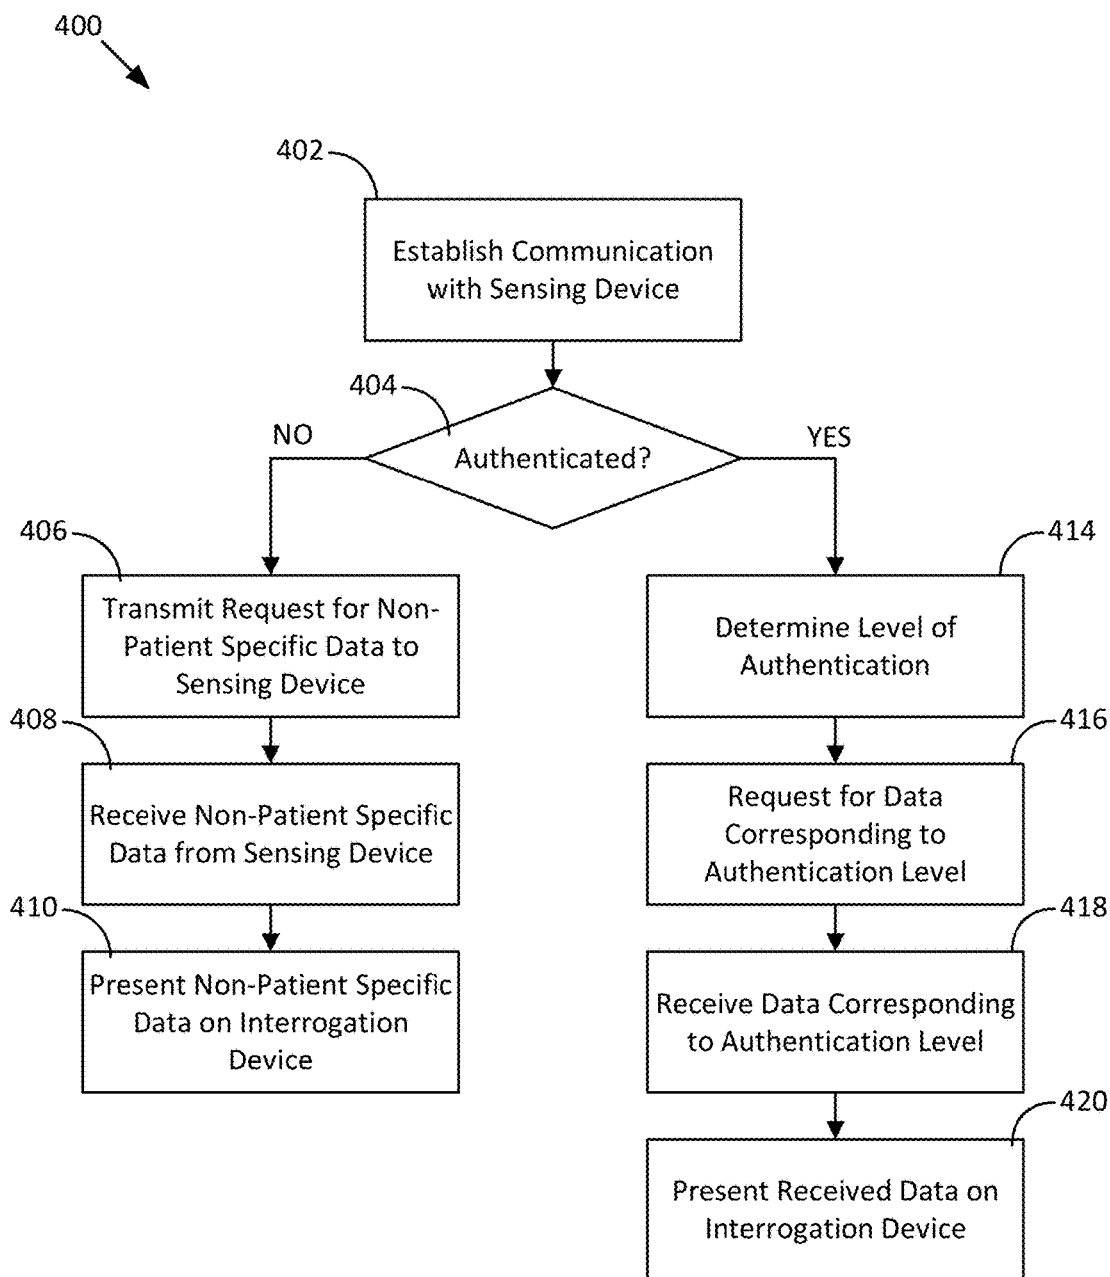 400
402
Establish Communication
with Sensing Device
404
Authenticated?
NO
YES
406
Transmit Request for Non-
Patient Specific Data to
Sensing Device
408
Receive Non-Patient Specific
Data from Sensing Device
410
Present Non-Patient Specific
Data on Interrogation
Device
414
Determine Level of
Authentication
416
Request for Data
Corresponding to
Authentication Level
418
Receive Data Corresponding
to Authentication Level
420
Present Received Data on
Interrogation Device